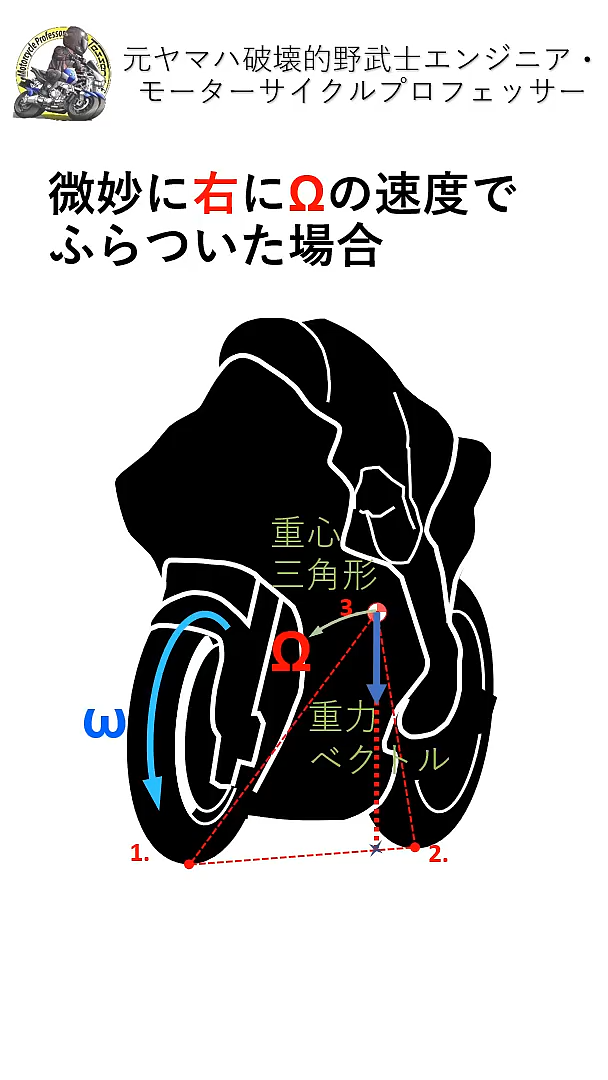 Motorcycle Professor
元ヤマハ破壊的野武士エンジニア・
モーターサイクルプロフェッサー
微妙に右にΩの速度で
ふらついた場合
重心
三角形
3
Ω
重力
ベクトル
ω
1.
2.